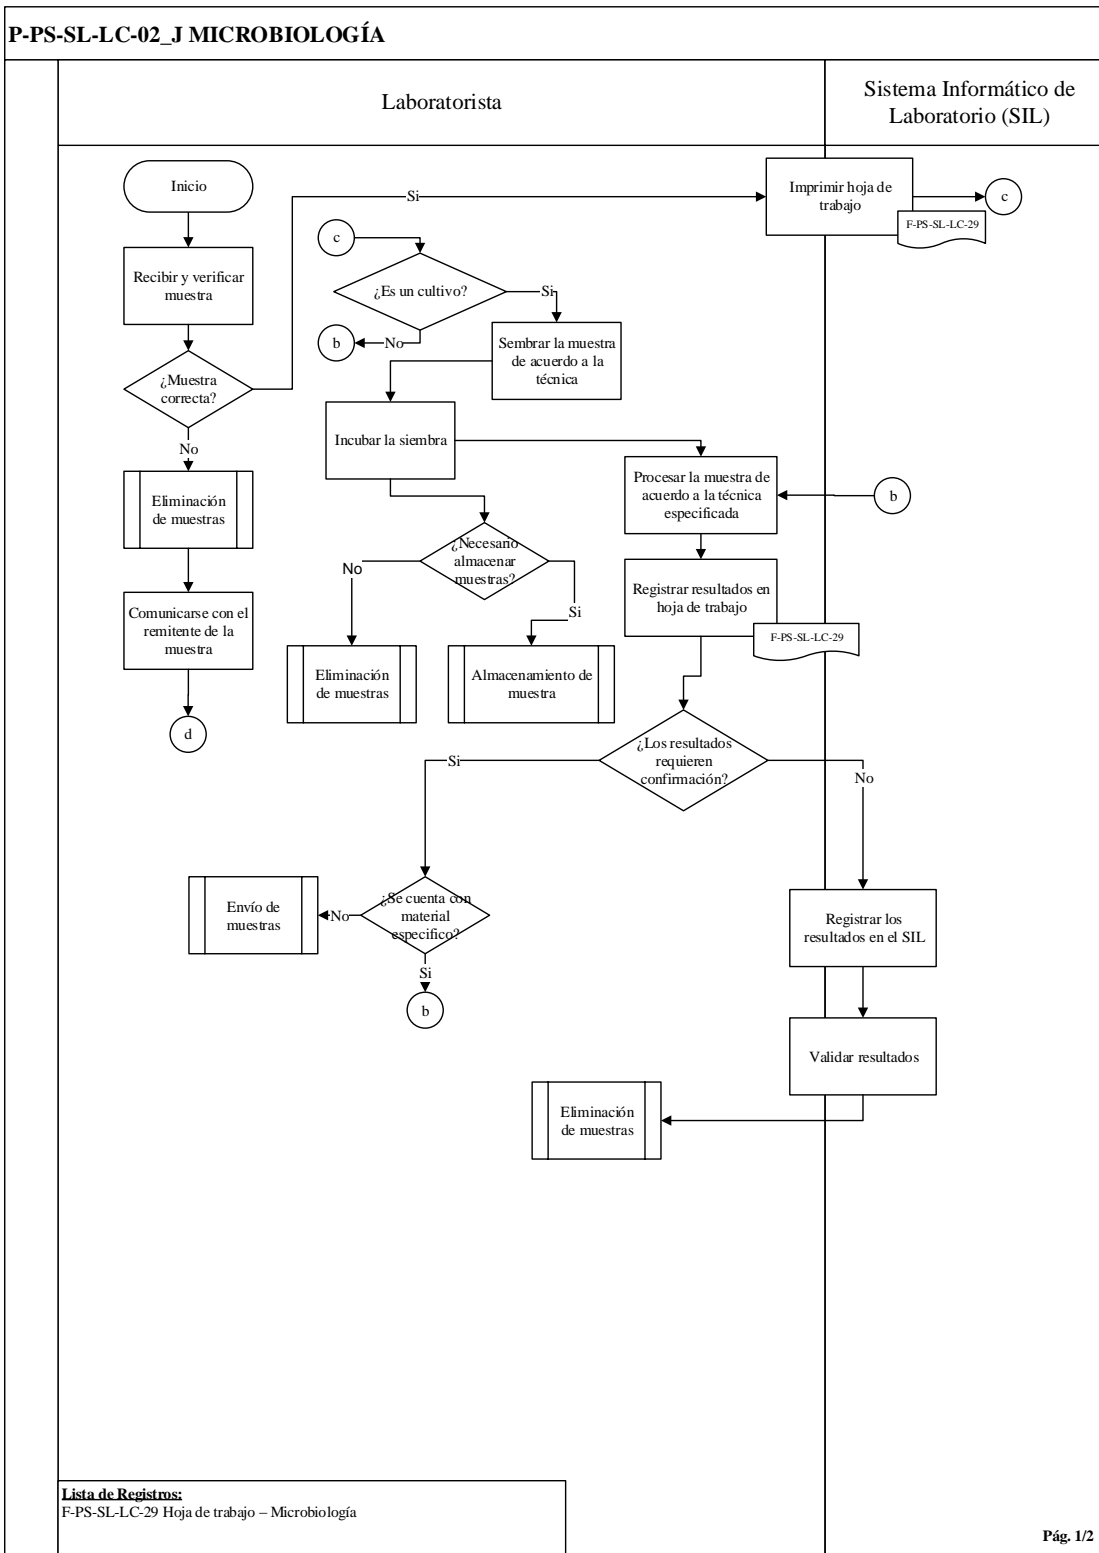 P-PS-SL-LC-02_J MICROBIOLOGÍA
Laboratorista
Sistema Informático de
Laboratorio (SIL)
Inicio
Recibir y verificar
muestra
¿Muestra
correcta?
Si
No
Eliminación
de muestras
Comunicarse con el
remitente de la
muestra
d
Imprimir hoja de
trabajo
F-PS-SL-LC-29
c
c
¿Es un cultivo?
Si
No
b
Sembrar la muestra
de acuerdo a la
técnica
Incubar la siembra
¿Necesario
almacenar
muestras?
No
Si
Eliminación
de muestras
Almacenamiento de
muestra
Procesar la muestra de
acuerdo a la técnica
especificada
b
Registrar resultados en
hoja de trabajo
F-PS-SL-LC-29
¿Los resultados
requieren
confirmación?
Si
No
¿Se cuenta con
material
especifico?
No
Envío de
muestras
Si
b
Registrar los
resultados en el SIL
Validar resultados
Eliminación
de muestras
Lista de Registros:
F-PS-SL-LC-29 Hoja de trabajo – Microbiología
Pág. 1/2